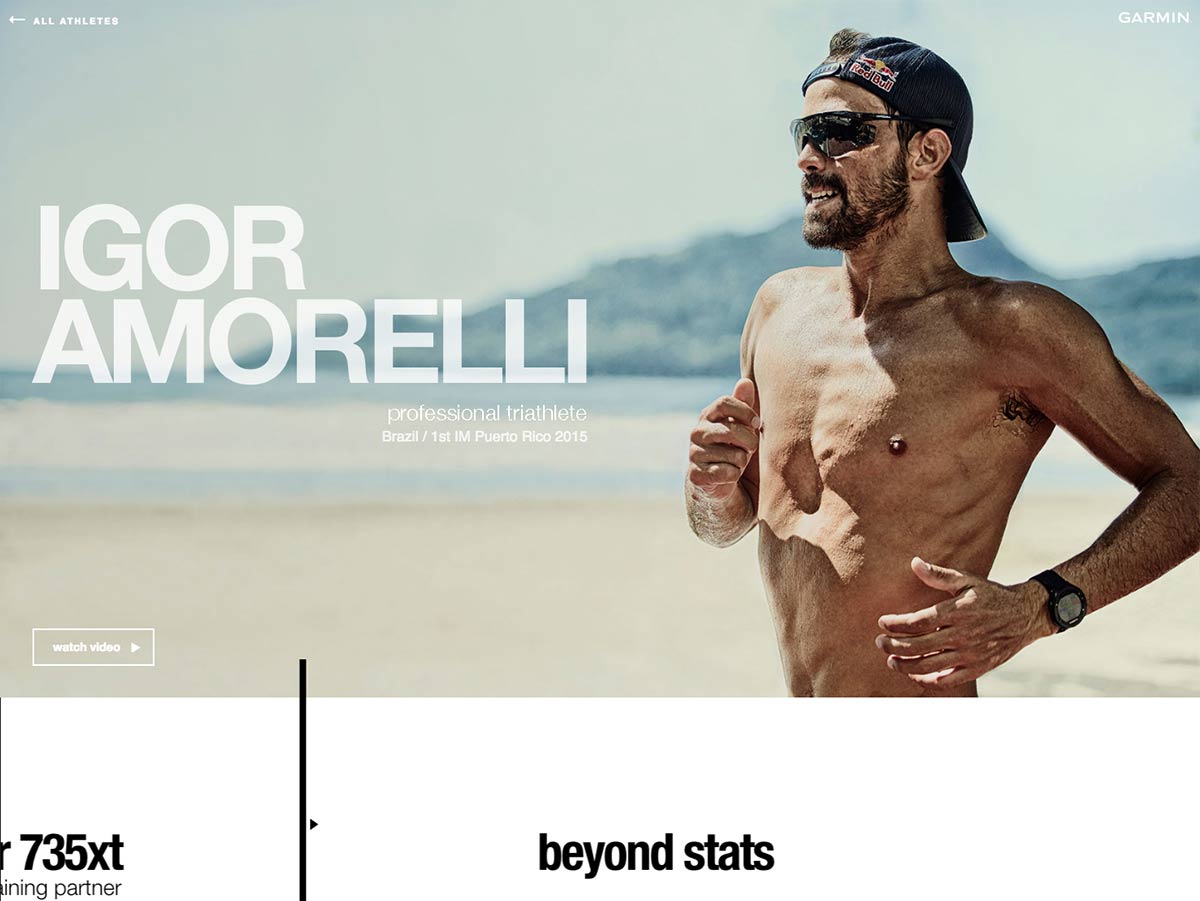 ALL ATHLETES
GARMIN
Red Bull
IGOR
AMORELLI
professional triathlete
Brazil / 1st IM Puerto Rico 2015
watch video
r 735xt
aining partner
beyond stats